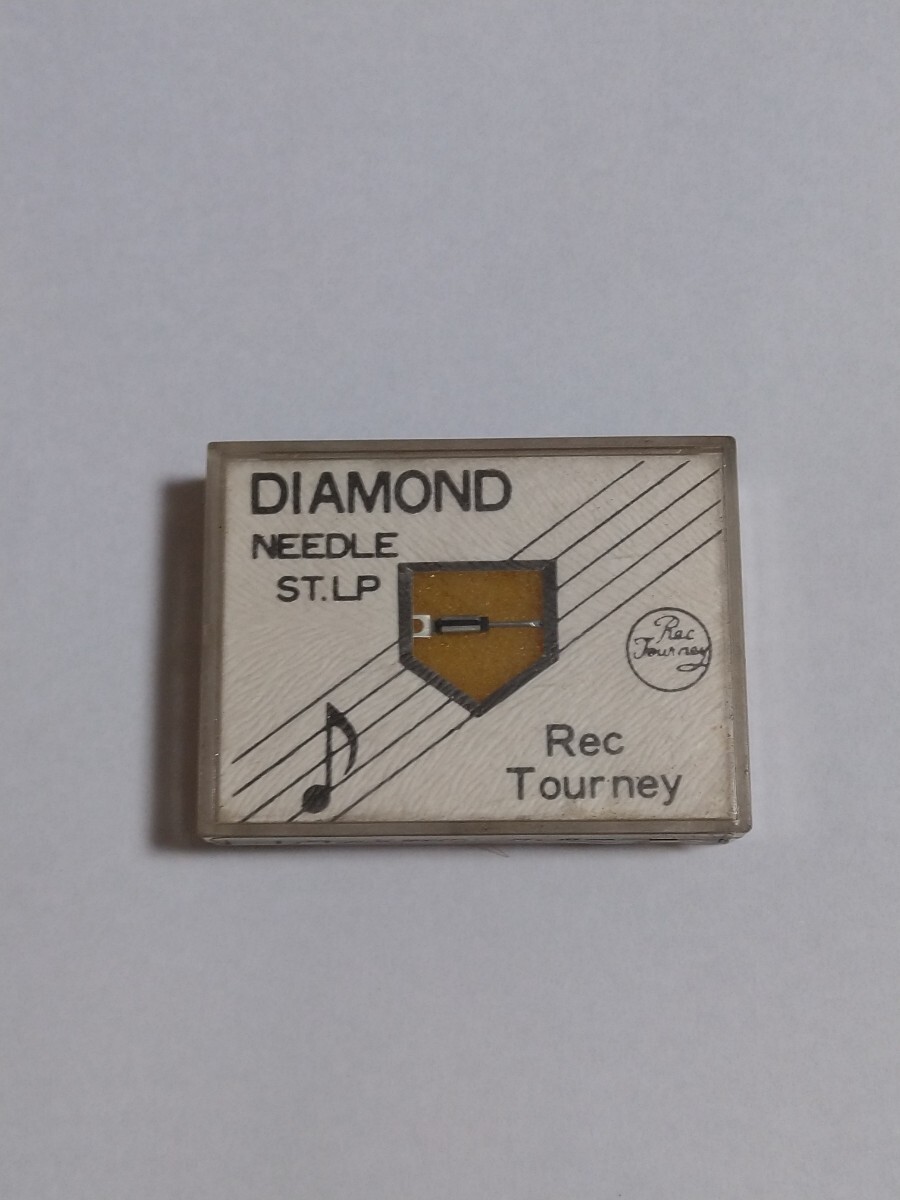 DIAMOND
NEEDLE
ST.LP
Rec
Tourney
Rec
Tourney